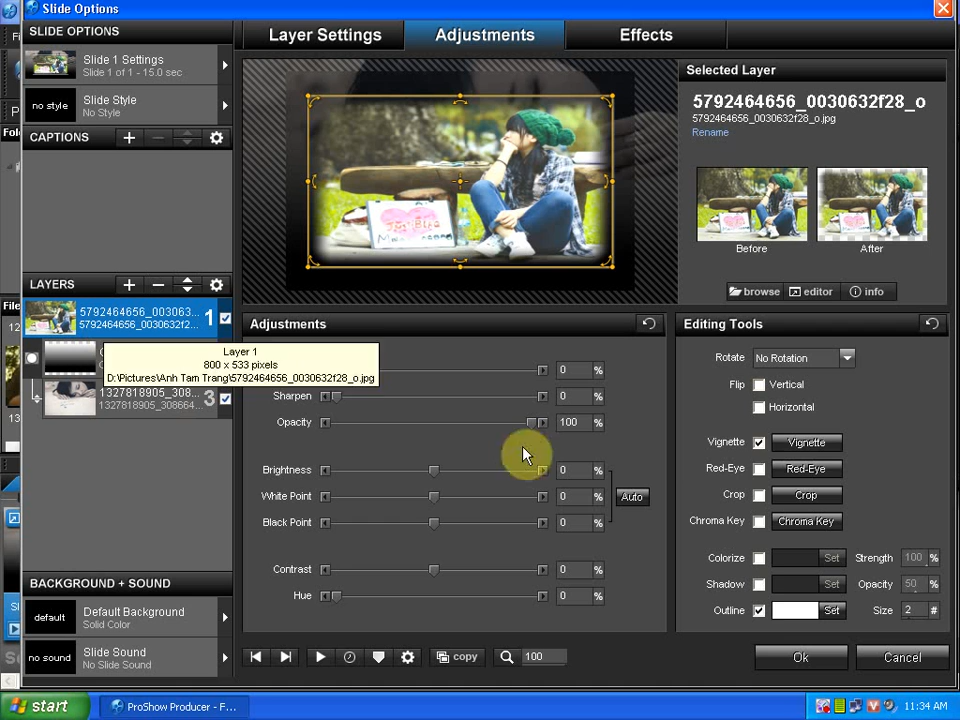 Slide Options
SLIDE OPTIONS
Layer Settings
Adjustments
Effects
Slide 1 Settings
Slide 1 of 1 - 15.0 sec
Selected Layer
no style
Slide Style
No Style
5792464656_0030632f28_o
5792464656_0030632f28_o.jpg
Rename
CAPTIONS
Before
After
LAYERS
browse
editor
info
5792464656_003063...
5792464656_0030632f2...
1
Layer 1
800 x 533 pixels
D:\Pictures\Anh Tam Trang\5792464656_0030632f28_o.jpg
1327818905_308...
1327818905_308664...
3
Adjustments
0 %
Sharpen
0 %
Opacity
100 %
Brightness
0 %
White Point
0 %
Auto
Black Point
0 %
Contrast
0 %
Hue
0 %
Editing Tools
Rotate
No Rotation
Flip
Vertical
Horizontal
Vignette
Vignette
Red-Eye
Red-Eye
Crop
Crop
Chroma Key
Chroma Key
Colorize
Set
Strength
100 %
Shadow
Set
Opacity
50 %
Outline
Set
Size
2 #
BACKGROUND + SOUND
default
Default Background
Solid Color
no sound
Slide Sound
No Slide Sound
copy
100
Ok
Cancel
start
ProShow Producer - F...
11:34 AM